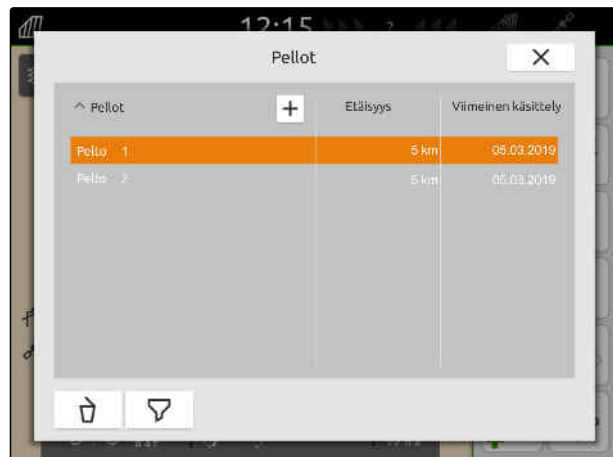 12:15
Pellot
^ Pellot + Etäisyys Viimeinen käsittely
Pelto 1 5 km 05.03.2019
Pelto 2 5 km 05.03.2019